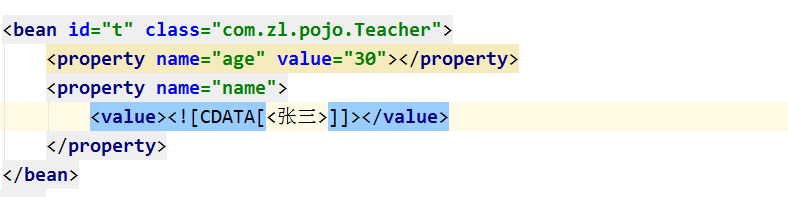 <bean id="t" class="com.zl.pojo.Teacher">
<property name="age" value="30"></property>
<property name="name">
<value><![CDATA[<张三>]]></value>
</property>
</bean>